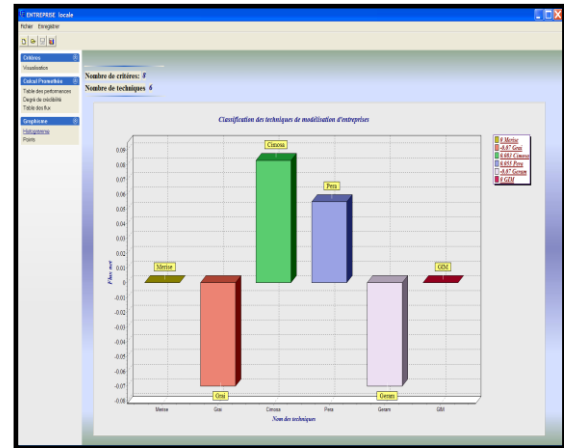 ENTREPRISE locale
Fichier Enregistrer
Critères
Visualisation
Calcul Prométhée
Table des performances
Degré de crédibilité
Table des flux
Graphisme
Histogramme
Points
Nombre de critères: 8
Nombre de techniques 6
Classification des techniques de modélisation d'entreprises
0 Merise
-0.07 Grai
0.083 Cimosa
0.055 Pera
-0.07 Geram
0 GIM
Cimosa
Pera
Merise
GIM
Grai
Geram
0.09
0.08
0.07
0.06
0.05
0.04
0.03
0.02
0.01
0
-0.01
-0.02
-0.03
-0.04
-0.05
-0.06
-0.07
-0.08
Flux net
Merise Grai Cimosa Pera Geram GIM
Nom des techniques